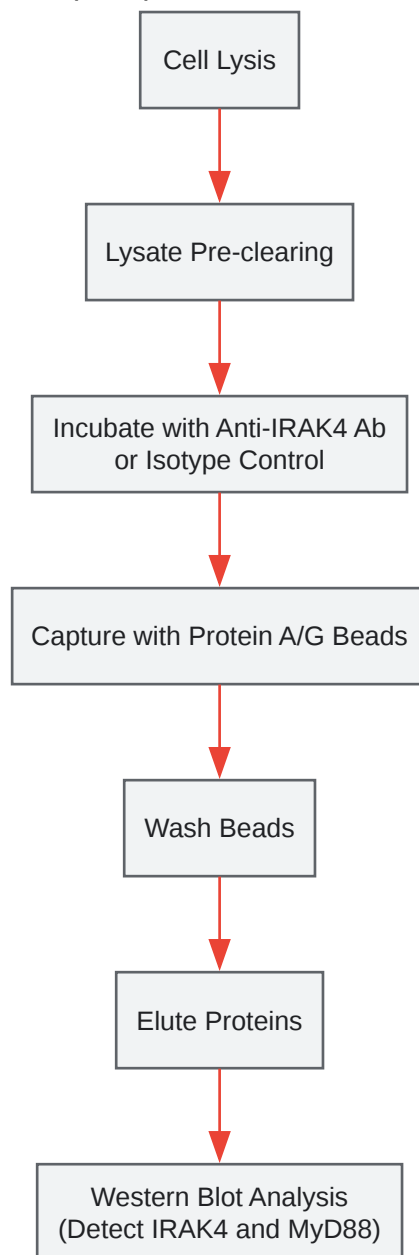 Cell Lysis
Lysate Pre-clearing
Incubate with Anti-IRAK4 Ab
or Isotype Control
Capture with Protein A/G Beads
Wash Beads
Elute Proteins
Western Blot Analysis
(Detect IRAK4 and MyD88)